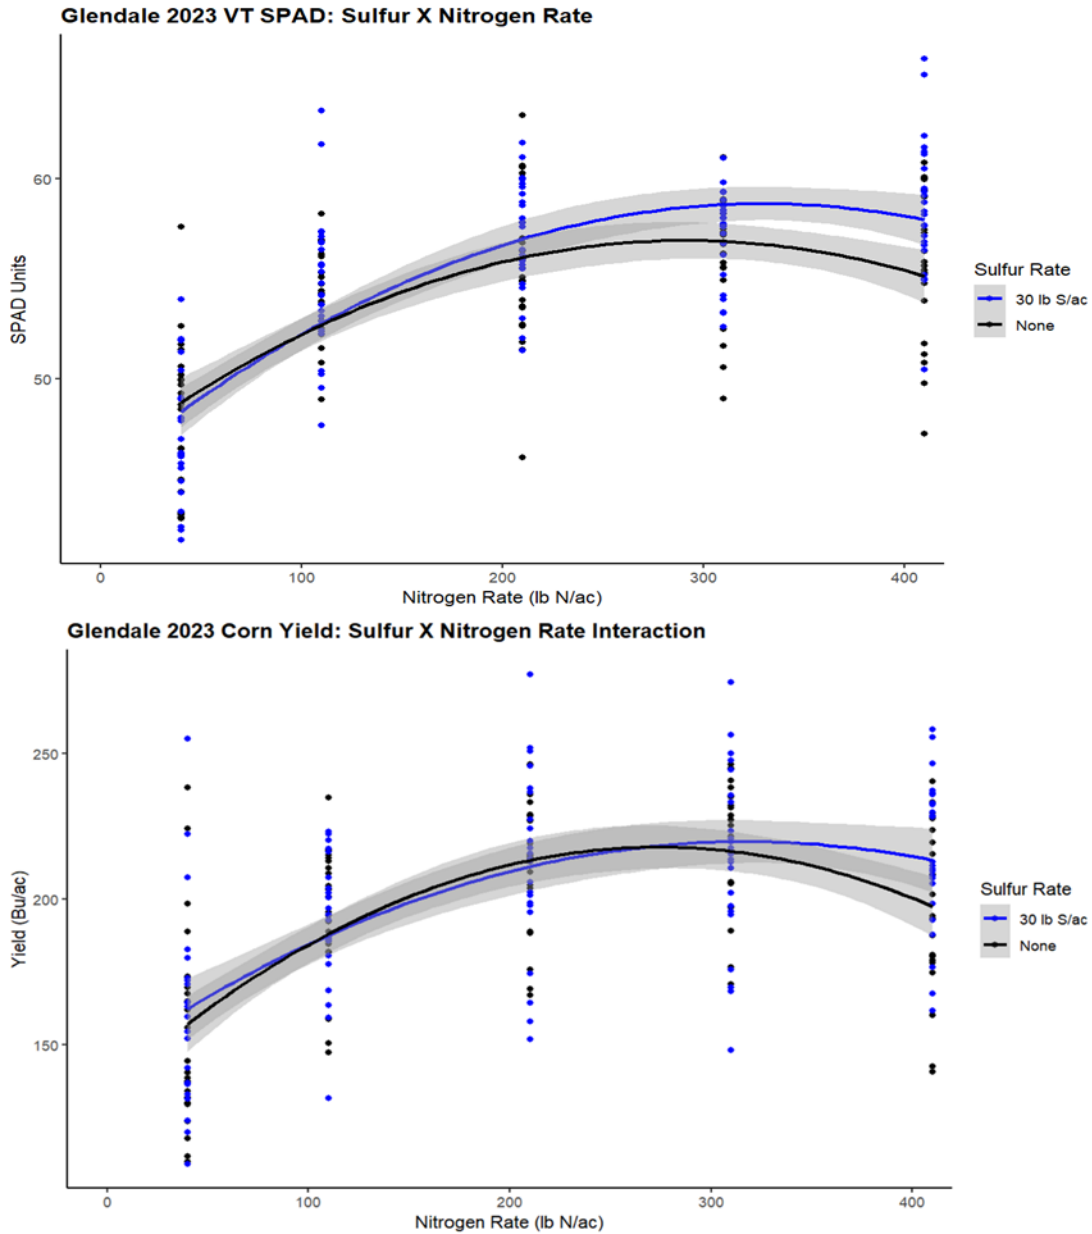 Glendale 2023 VT SPAD: Sulfur X Nitrogen Rate
SPAD Units
60
50
0 100 200 300 400
Nitrogen Rate (lb N/ac)
Sulfur Rate
30 lb S/ac
None
Glendale 2023 Corn Yield: Sulfur X Nitrogen Rate Interaction
Yield (Bu/ac)
250
200
150
0 100 200 300 400
Nitrogen Rate (lb N/ac)
Sulfur Rate
30 lb S/ac
None